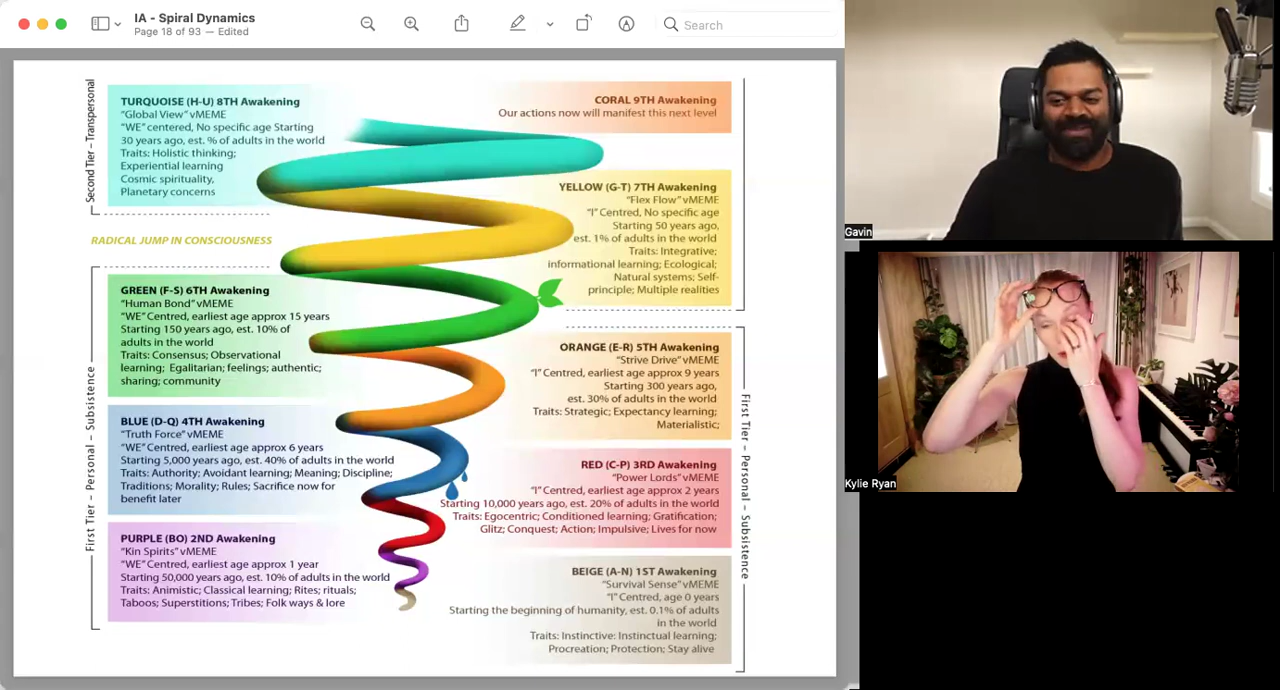 IA - Spiral Dynamics
Page 18 of 93 — Edited
Search
TURQUOISE (H-U) 8TH Awakening
"Global View" vMEME
"WE" centered, No specific age Starting
30 years ago, est. % of adults in the world
Traits: Holistic thinking;
Experiential learning
Cosmic spirituality,
Planetary concerns
Second Tier – Transpersonal
RADICAL JUMP IN CONSCIOUSNESS
GREEN (F-S) 6TH Awakening
"Human Bond" vMEME
"WE" Centred, earliest age approx 15 years
Starting 150 years ago, est. 10% of
adults in the world
Traits: Consensus; Observational
learning; Egalitarian; feelings; authentic;
sharing; community
BLUE (D-Q) 4TH Awakening
"Truth Force" vMEME
"WE" Centred, earliest age approx 6 years
Starting 5,000 years ago, est. 40% of adults in the world
Traits: Authority; Avoidant learning; Meaning; Discipline;
Traditions; Morality; Rules; Sacrifice now for
benefit later
PURPLE (BO) 2ND Awakening
"Kin Spirits" vMEME
"WE" Centred, earliest age approx 1 year
Starting 50,000 years ago, est. 10% of adults in the world
Traits: Animistic; Classical learning; Rites; rituals;
Taboos; Superstitions; Tribes; Folk ways & lore
First Tier – Personal – Subsistence
CORAL 9TH Awakening
Our actions now will manifest this next level
YELLOW (G-T) 7TH Awakening
"Flex Flow" vMEME
"I" Centred, No specific age
Starting 50 years ago,
est. 1% of adults in the world
Traits: Integrative;
informational learning; Ecological;
Natural systems; Self-
principle; Multiple realities
ORANGE (E-R) 5TH Awakening
"Strive Drive" vMEME
"I" Centred, earliest age approx 9 years
Starting 300 years ago,
est. 30% of adults in the world
Traits: Strategic; Expectancy learning;
Materialistic;
RED (C-P) 3RD Awakening
"Power Lords" vMEME
"I" Centred, earliest age approx 2 years
Starting 10,000 years ago, est. 20% of adults in the world
Traits: Egocentric; Conditioned learning; Gratification;
Glitz; Conquest; Action; Impulsive; Lives for now
BEIGE (A-N) 1ST Awakening
"Survival Sense" vMEME
"I" Centred, age 0 years
Starting the beginning of humanity, est. 0.1% of adults
in the world
Traits: Instinctive: Instinctual learning;
Procreation; Protection; Stay alive
First Tier – Personal – Subsistence
Gavin
Kylie Ryan